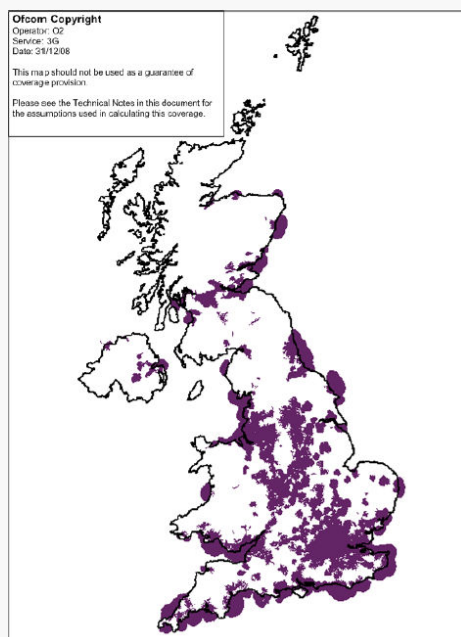 Ofcom Copyright
Operator: O2
Service: 3G
Date: 31/12/08
This map should not be used as a guarantee of
coverage provision.
Please see the Technical Notes in this document for
the assumptions used in calculating this coverage.